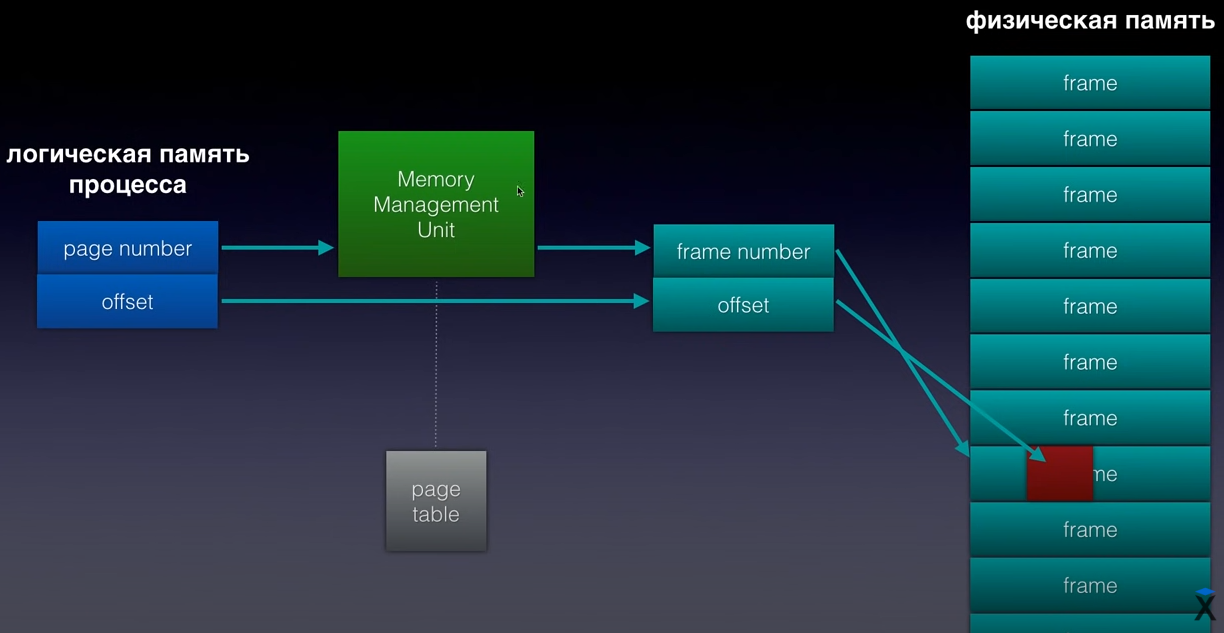 физическая память
логическая память
процесса
page number
offset
Memory
Management
Unit
page
table
frame number
offset
frame
frame
frame
frame
frame
frame
frame
me
frame
frame
X